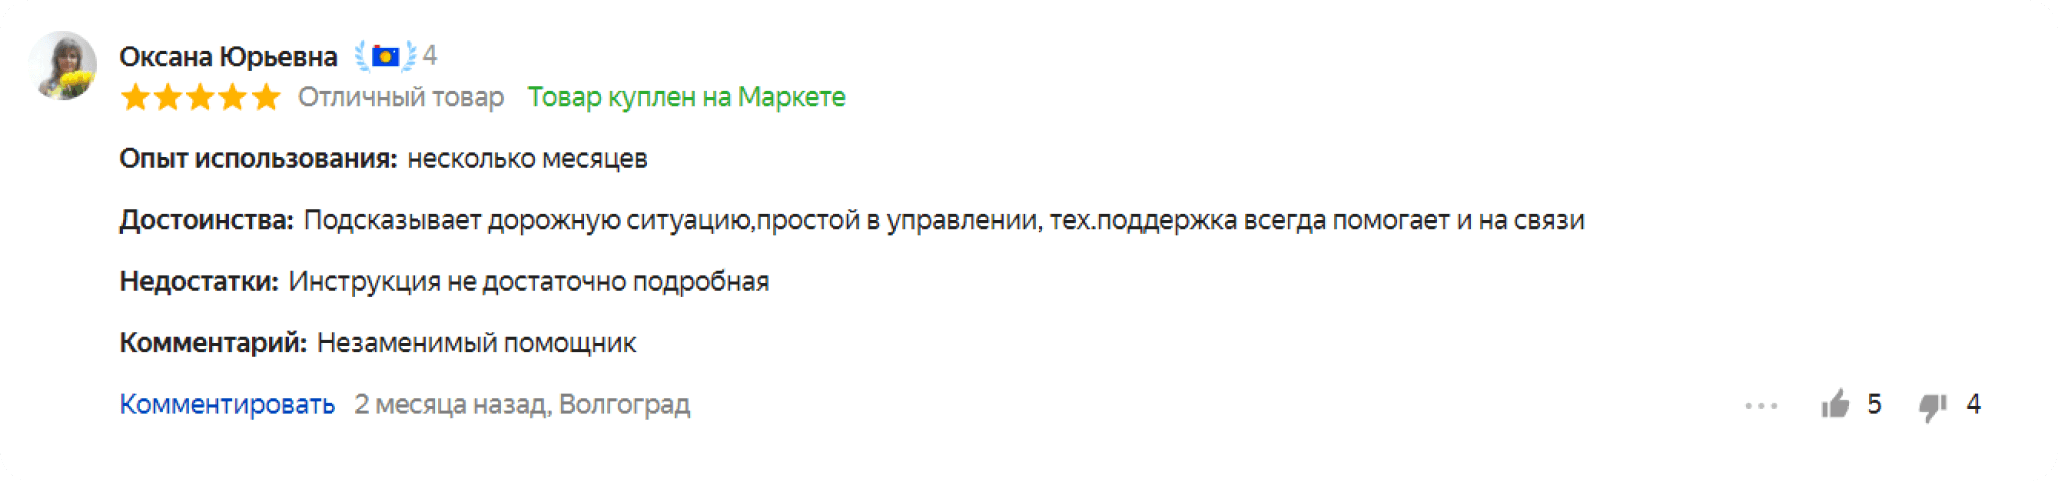 Оксана Юрьевна 4
Отличный товар Товар куплен на Маркете
Опыт использования: несколько месяцев
Достоинства: Подсказывает дорожную ситуацию,простой в управлении, тех.поддержка всегда помогает и на связи
Недостатки: Инструкция не достаточно подробная
Комментарий: Незаменимый помощник
Комментировать 2 месяца назад, Волгоград ... 5 4